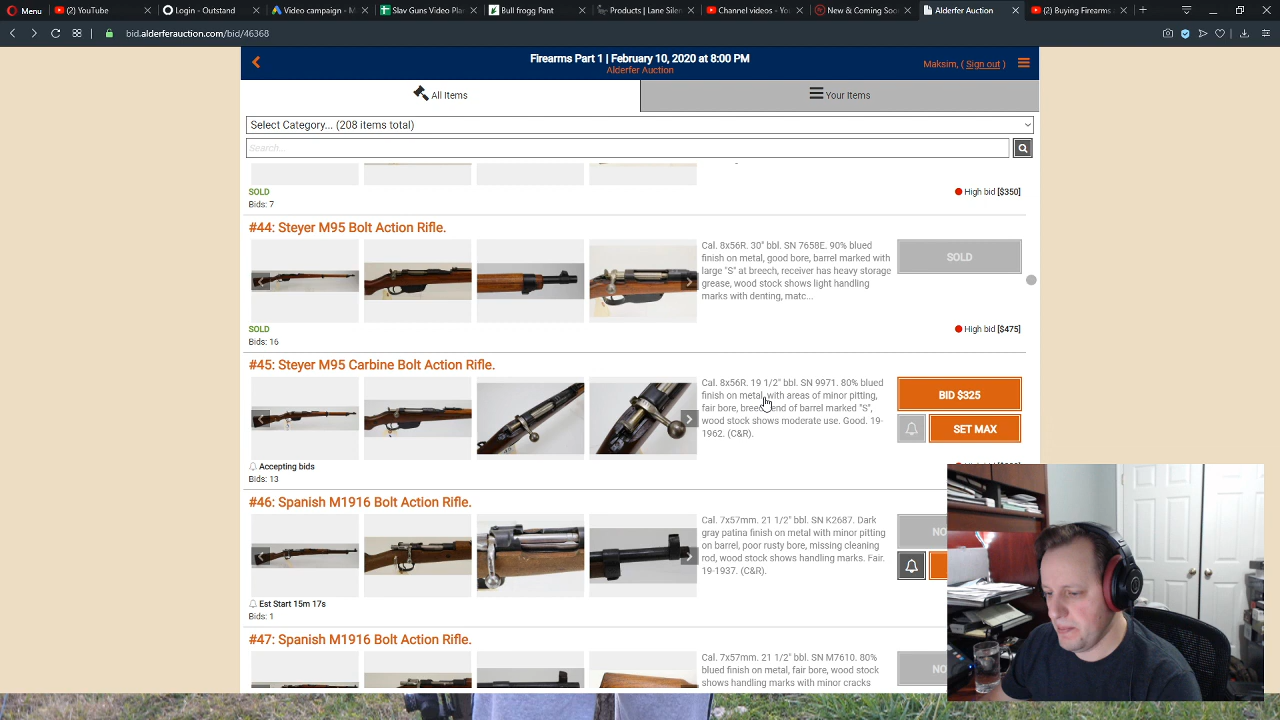 Menu
YouTube
Login - Outstand
Video campaign - M
Slav Guns Video Plan
Bull frogg Pant
Products | Lane Silen
Channel videos - Yo
New & Coming Soo
Alderfer Auction
(2) Buying Firearms
bid.alderferauction.com/bid/46368
Firearms Part 1 | February 10, 2020 at 8:00 PM
Alderfer Auction
Maksim, ( Sign out )
All Items
Your Items
Select Category... (208 items total)
Search...
SOLD
High bid [$350]
Bids: 7
#44: Steyer M95 Bolt Action Rifle.
Cal. 8x56R. 30" bbl. SN 7658E. 90% blued
finish on metal, good bore, barrel marked with
large "S" at breech, receiver has heavy storage
grease, wood stock shows light handling
marks with denting, matc...
SOLD
SOLD
High bid [$475]
Bids: 16
#45: Steyer M95 Carbine Bolt Action Rifle.
Cal. 8x56R. 19 1/2" bbl. SN 9971. 80% blued
finish on metal with areas of minor pitting,
fair bore, breech end of barrel marked "S",
wood stock shows moderate use. Good. 19-
1962. (C&R).
BID $325
SET MAX
Accepting bids
Bids: 13
#46: Spanish M1916 Bolt Action Rifle.
Cal. 7x57mm. 21 1/2" bbl. SN K2687. Dark
gray patina finish on metal with minor pitting
on barrel, poor rusty bore, missing cleaning
rod, wood stock shows handling marks. Fair.
19-1937. (C&R).
NO
Est Start 15m 17s
Bids: 1
#47: Spanish M1916 Bolt Action Rifle.
Cal. 7x57mm. 21 1/2" bbl. SN M7610. 80%
blued finish on metal, fair bore, wood stock
shows handling marks with minor cracks
NO